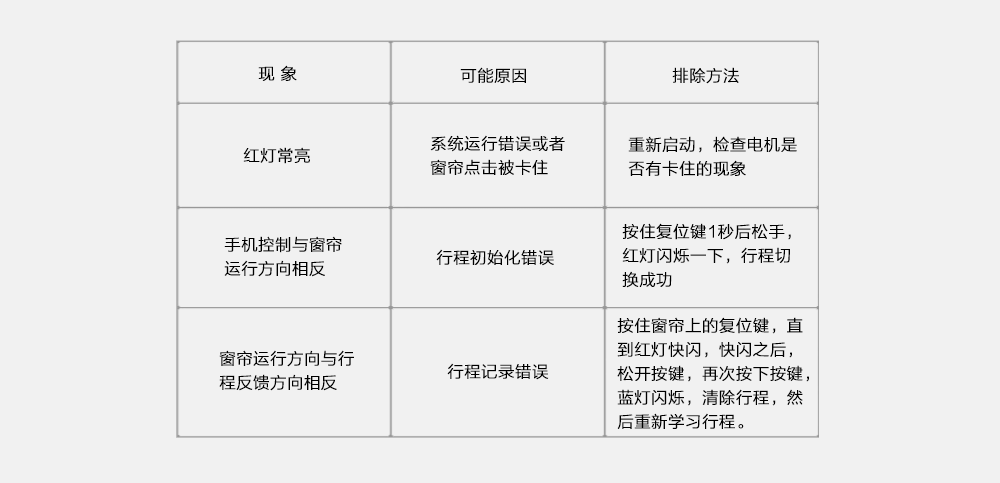 现 象
可能原因
排除方法
红灯常亮
系统运行错误或者
窗帘点击被卡住
重新启动，检查电机是
否有卡住的现象
手机控制与窗帘
运行方向相反
行程初始化错误
按住复位键1秒后松手，
红灯闪烁一下，行程切
换成功
窗帘运行方向与行
程反馈方向相反
行程记录错误
按住窗帘上的复位键，直
到红灯快闪，快闪之后，
松开按键，再次按下按键，
蓝灯闪烁，清除行程，然
后重新学习行程。